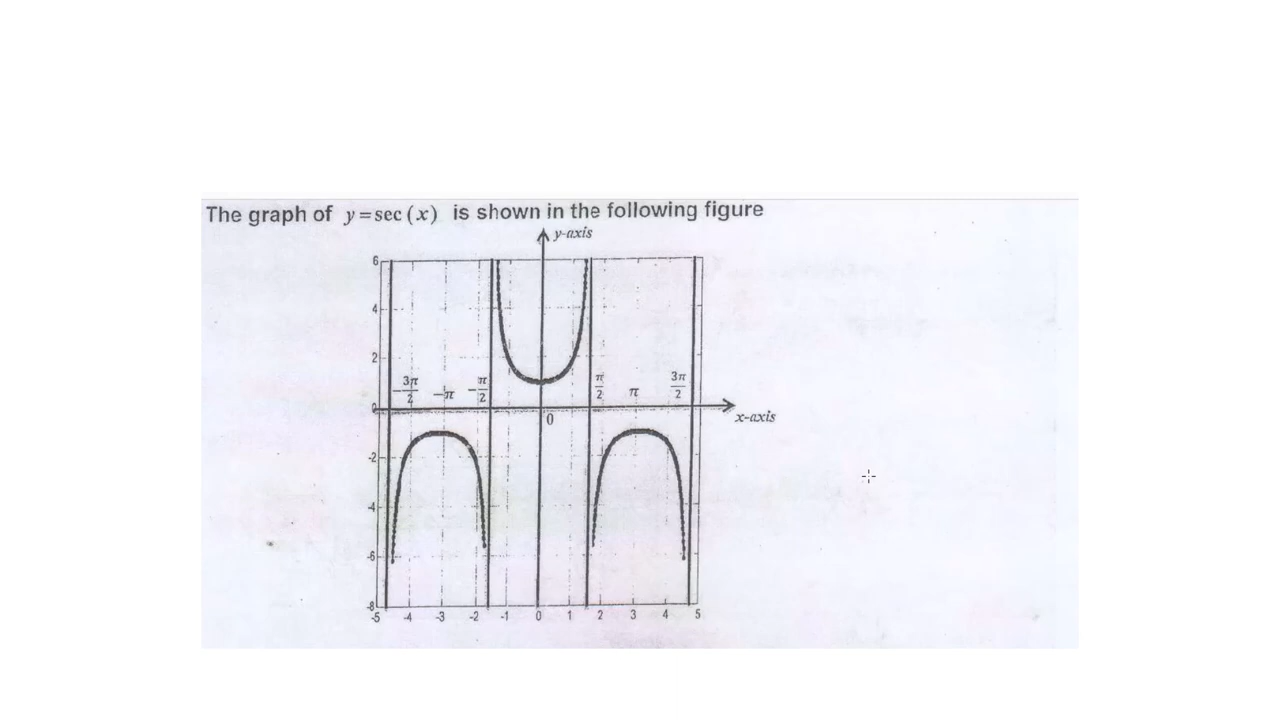 The graph of y = sec (x) is shown in the following figure
y-axis
6
4
2
-3π/2 -π -π/2 π/2 π 3π/2
0
0
x-axis
-2
-4
-6
-8
-5 -4 -3 -2 -1 0 1 2 3 4 5